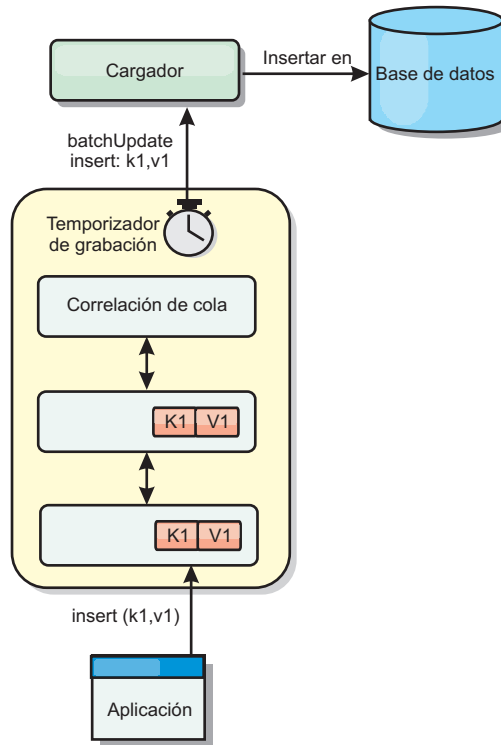 Cargador
Insertar en
Base de datos
batchUpdate
insert: k1,v1
Temporizador
de grabación
Correlación de cola
K1 V1
K1 V1
insert (k1,v1)
Aplicación